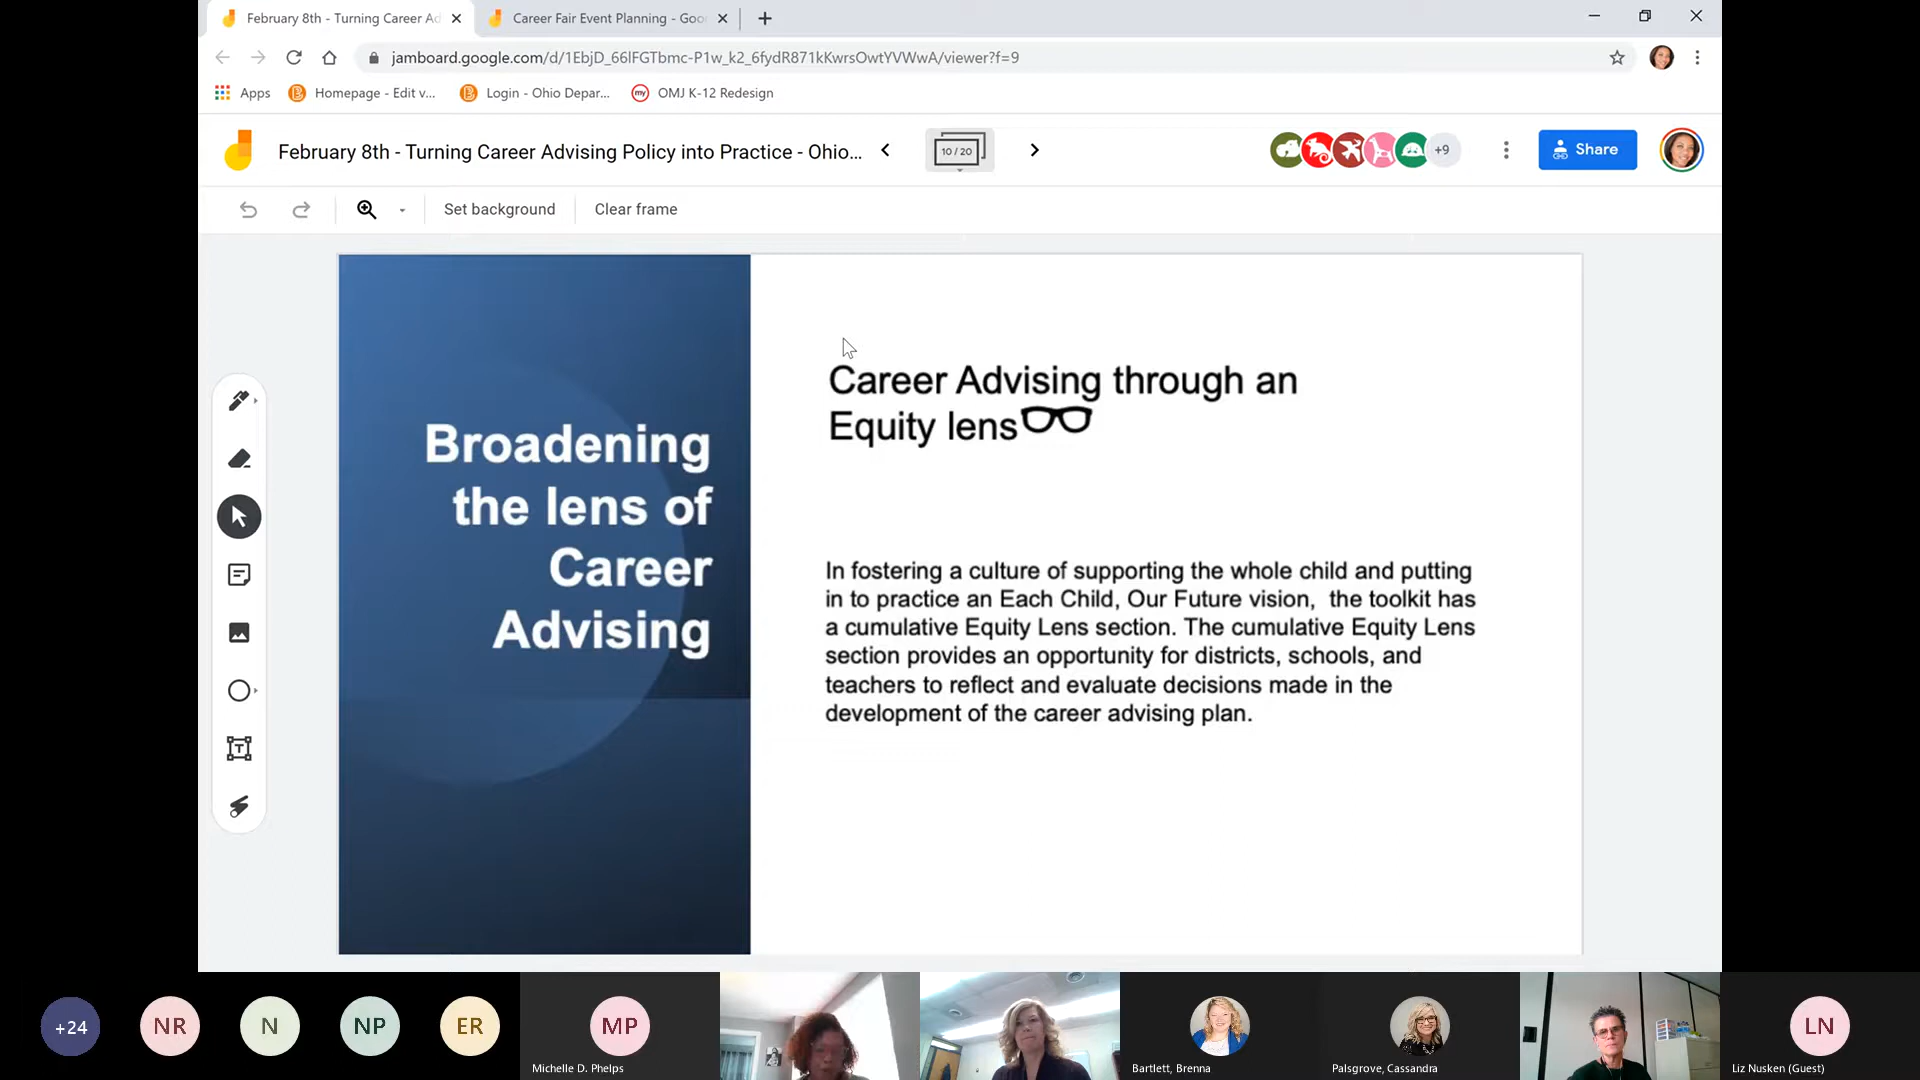 February 8th - Turning Career Ad
Career Fair Event Planning - Goo
jamboard.google.com/d/1EbjD_66lFGTbmc-P1w_k2_6fydR871kKwrsOwtYVWwA/viewer?f=9
Apps
Homepage - Edit v...
Login - Ohio Depar...
my
OMJ K-12 Redesign
February 8th - Turning Career Advising Policy into Practice - Ohio...
10 / 20
+9
Share
Set background
Clear frame
Broadening
the lens of
Career
Advising
Career Advising through an
Equity lens
In fostering a culture of supporting the whole child and putting
in to practice an Each Child, Our Future vision,  the toolkit has
a cumulative Equity Lens section. The cumulative Equity Lens
section provides an opportunity for districts, schools, and
teachers to reflect and evaluate decisions made in the
development of the career advising plan.
+24
NR
N
NP
ER
MP
LN
Michelle D. Phelps
Bartlett, Brenna
Palsgrove, Cassandra
Liz Nusken (Guest)